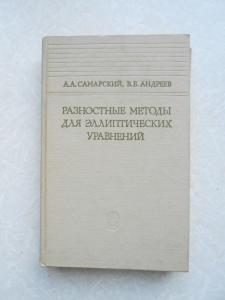 А.А.САМАРСКИЙ, В.Б.АНДРЕЕВ
РАЗНОСТНЫЕ МЕТОДЫ
ДЛЯ ЭЛЛИПТИЧЕСКИХ
УРАВНЕНИЙ